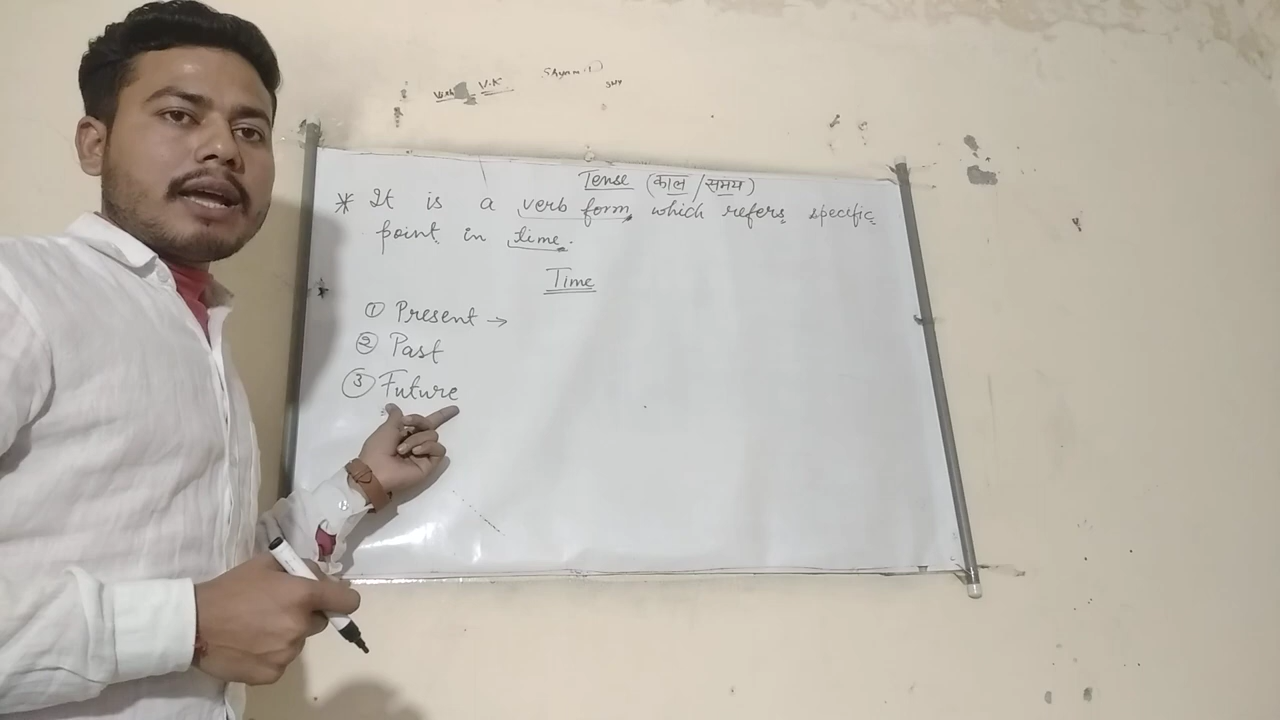 V.K
Tense (काल/समय)
* It is a verb form which refers specific
point in time.
Time
① Present →
② Past
③ Future